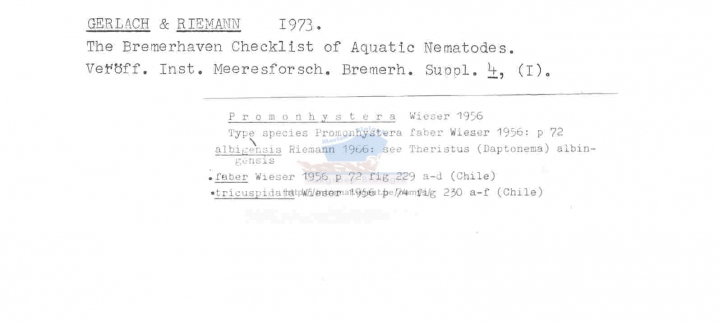 GERLACH & RIEMANN 1973.
The Bremerhaven Checklist of Aquatic Nematodes.
Veröff. Inst. Meeresforsch. Bremerh. Suppl. 4, (I).
Promonhystera Wieser 1956
Type species Promonhystera faber Wieser 1956: p 72
albigensis Riemann 1966: see Theristus (Daptonema) albin-
gensis
• faber Wieser 1956 p 72 fig 229 a-d (Chile)
• tricuspidata Wieser 1956 p 74 fig 230 a-f (Chile)